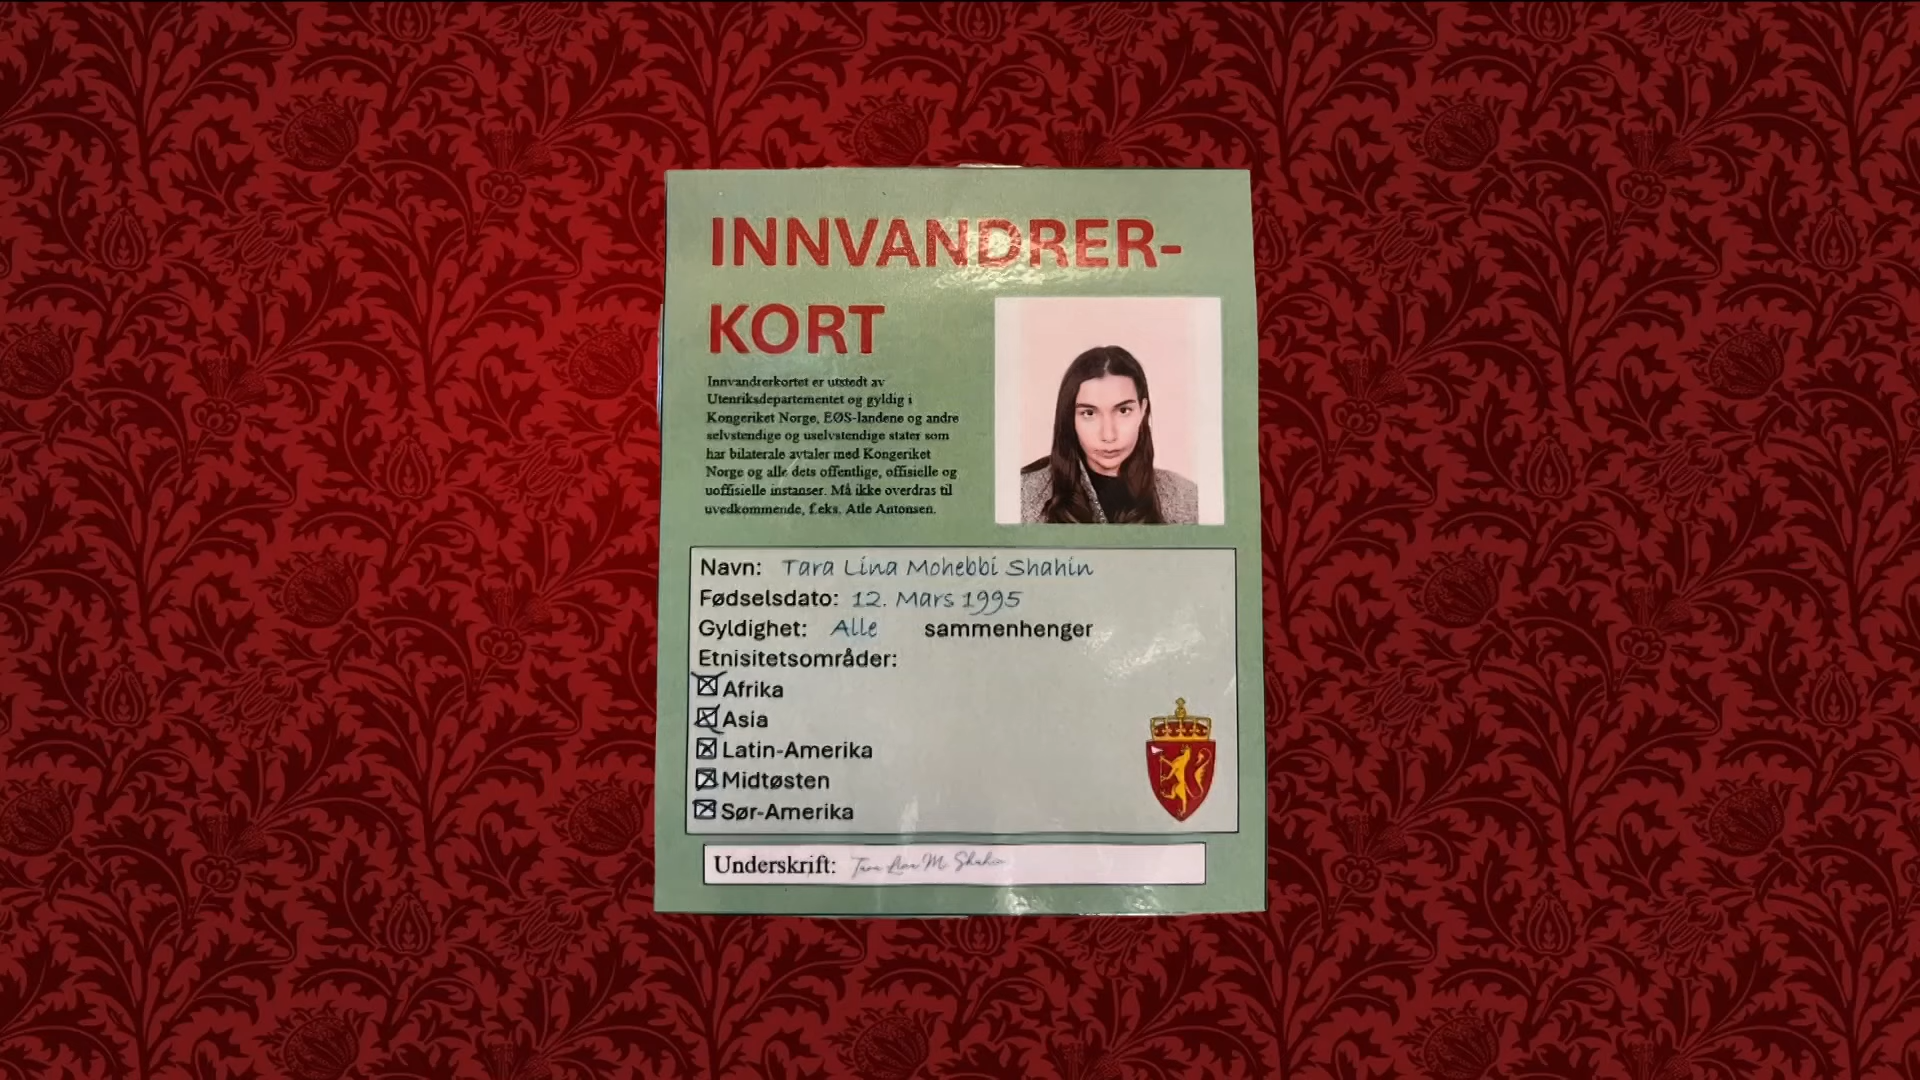 INNVANDRER-
KORT
Innvandrerkortet er utstedt av
Utenriksdepartementet og gyldig i
Kongeriket Norge, EØS-landene og andre
selvstendige og uselvstendige stater som
har bilaterale avtaler med Kongeriket
Norge og alle dets offentlige, offisielle og
uoffisielle instanser. Må ikke overdras til
uvedkommende, f.eks. Atle Antonsen.
Navn: Tara Lina Mohebbi Shahin
Fødselsdato: 12. Mars 1995
Gyldighet: Alle sammenhenger
Etnisitetsområder:
Afrika
Asia
Latin-Amerika
Midtøsten
Sør-Amerika
Underskrift: Tara Lina M Shahin